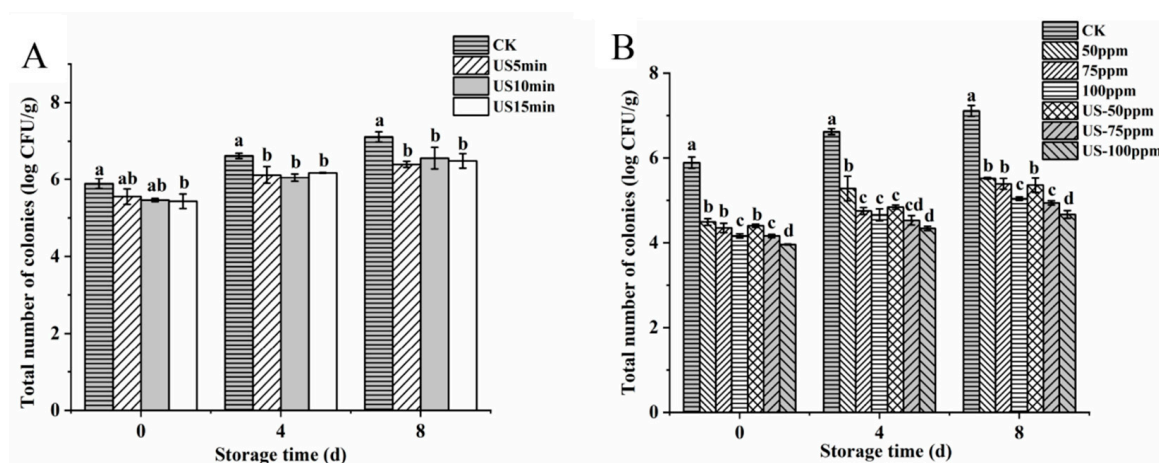 A
CK
US5min
US10min
US15min
Total number of colonies (log CFU/g)
8
6
4
2
0
a
ab
ab
b
a
b
b
b
a
b
b
b
0
4
8
Storage time (d)
B
CK
50ppm
75ppm
100ppm
US-50ppm
US-75ppm
US-100ppm
Total number of colonies (log CFU/g)
8
6
4
2
0
a
b
b
c
b
c
d
a
b
c
c
c
cd
d
a
b
b
c
b
c
d
0
4
8
Storage time (d)